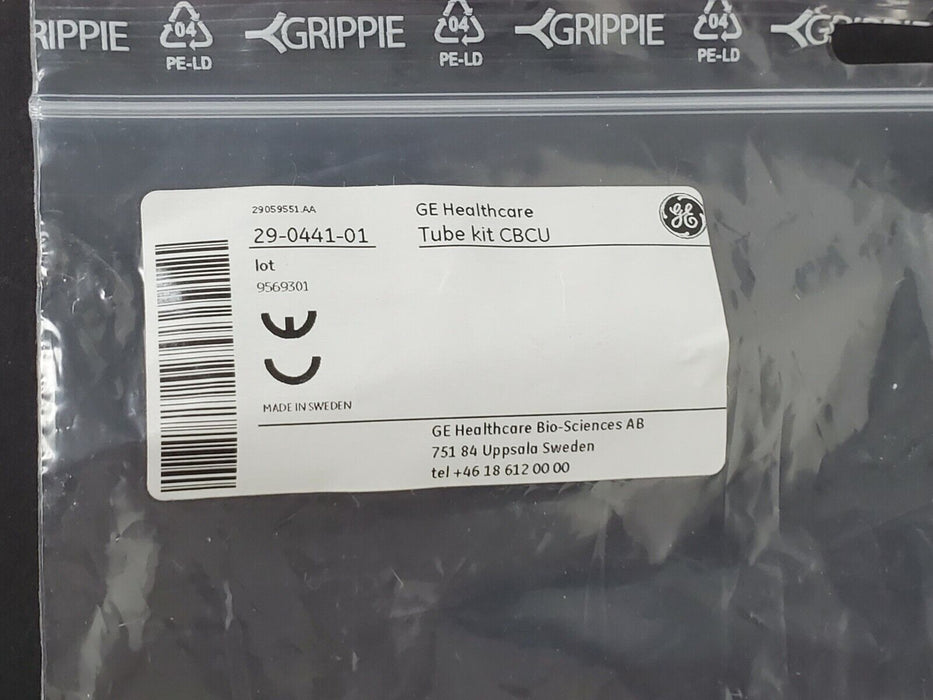 RIPPIE 04 GRIPPIE 04 GRIPPIE 04 G
PE-LD PE-LD PE-LD
29059551.AA
29-0441-01
GE Healthcare
Tube kit CBCU
GE
lot
9569301
CE
MADE IN SWEDEN
GE Healthcare Bio-Sciences AB
751 84 Uppsala Sweden
tel +46 18 612 00 00